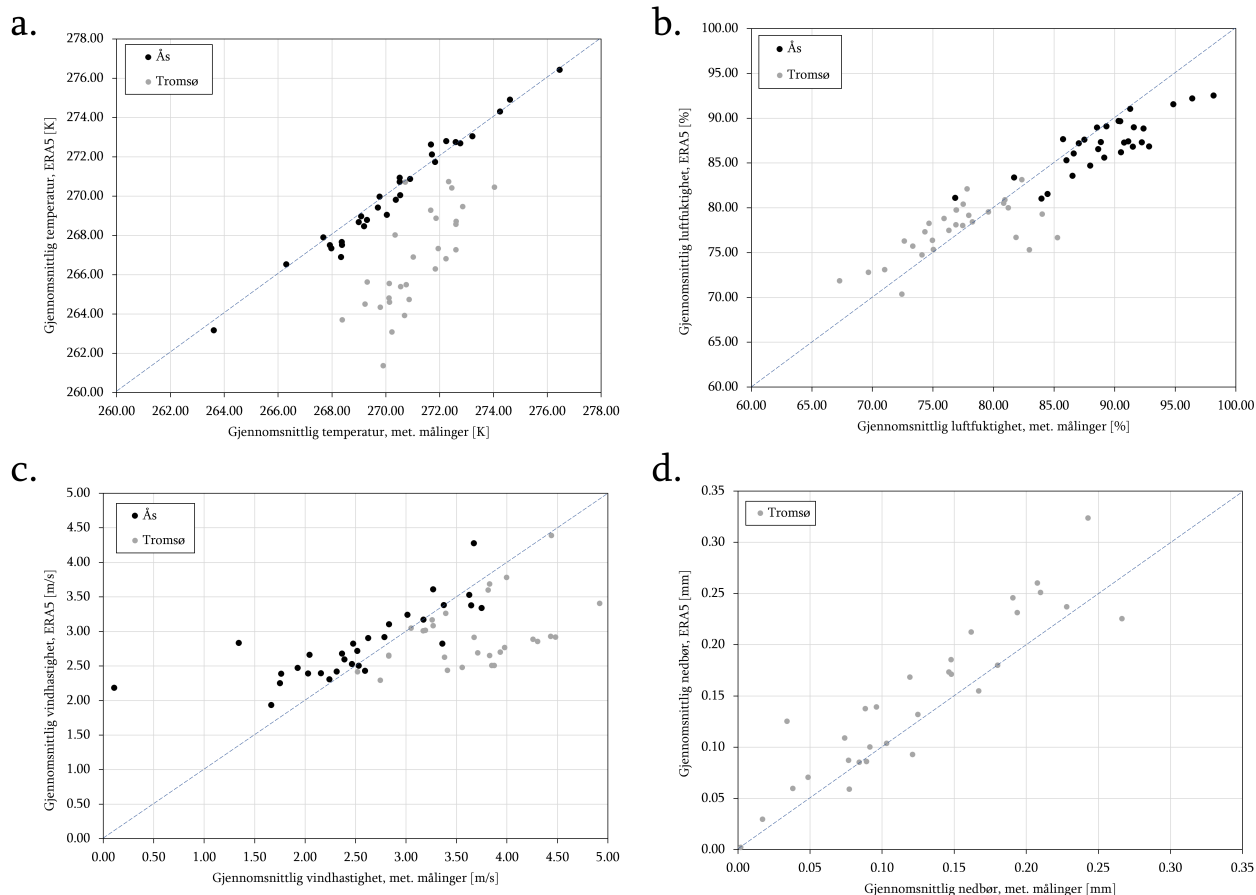 a.
278.00
276.00
274.00
272.00
270.00
268.00
266.00
264.00
262.00
260.00
Gjennomsnittlig temperatur, ERA5 [K]
Ås
Tromsø
260.00 262.00 264.00 266.00 268.00 270.00 272.00 274.00 276.00 278.00
Gjennomsnittlig temperatur, met. målinger [K]
b.
100.00
95.00
90.00
85.00
80.00
75.00
70.00
65.00
60.00
Gjennomsnittlig luftfuktighet, ERA5 [%]
Ås
Tromsø
60.00 65.00 70.00 75.00 80.00 85.00 90.00 95.00 100.00
Gjennomsnittlig luftfuktighet, met. målinger [%]
c.
5.00
4.50
4.00
3.50
3.00
2.50
2.00
1.50
1.00
0.50
0.00
Gjennomsnittlig vindhastighet, ERA5 [m/s]
Ås
Tromsø
0.00 0.50 1.00 1.50 2.00 2.50 3.00 3.50 4.00 4.50 5.00
Gjennomsnittlig vindhastighet, met. målinger [m/s]
d.
0.35
0.30
0.25
0.20
0.15
0.10
0.05
0.00
Gjennomsnittlig nedbør, ERA5 [mm]
Tromsø
0.00 0.05 0.10 0.15 0.20 0.25 0.30 0.35
Gjennomsnittlig nedbør, met. målinger [mm]